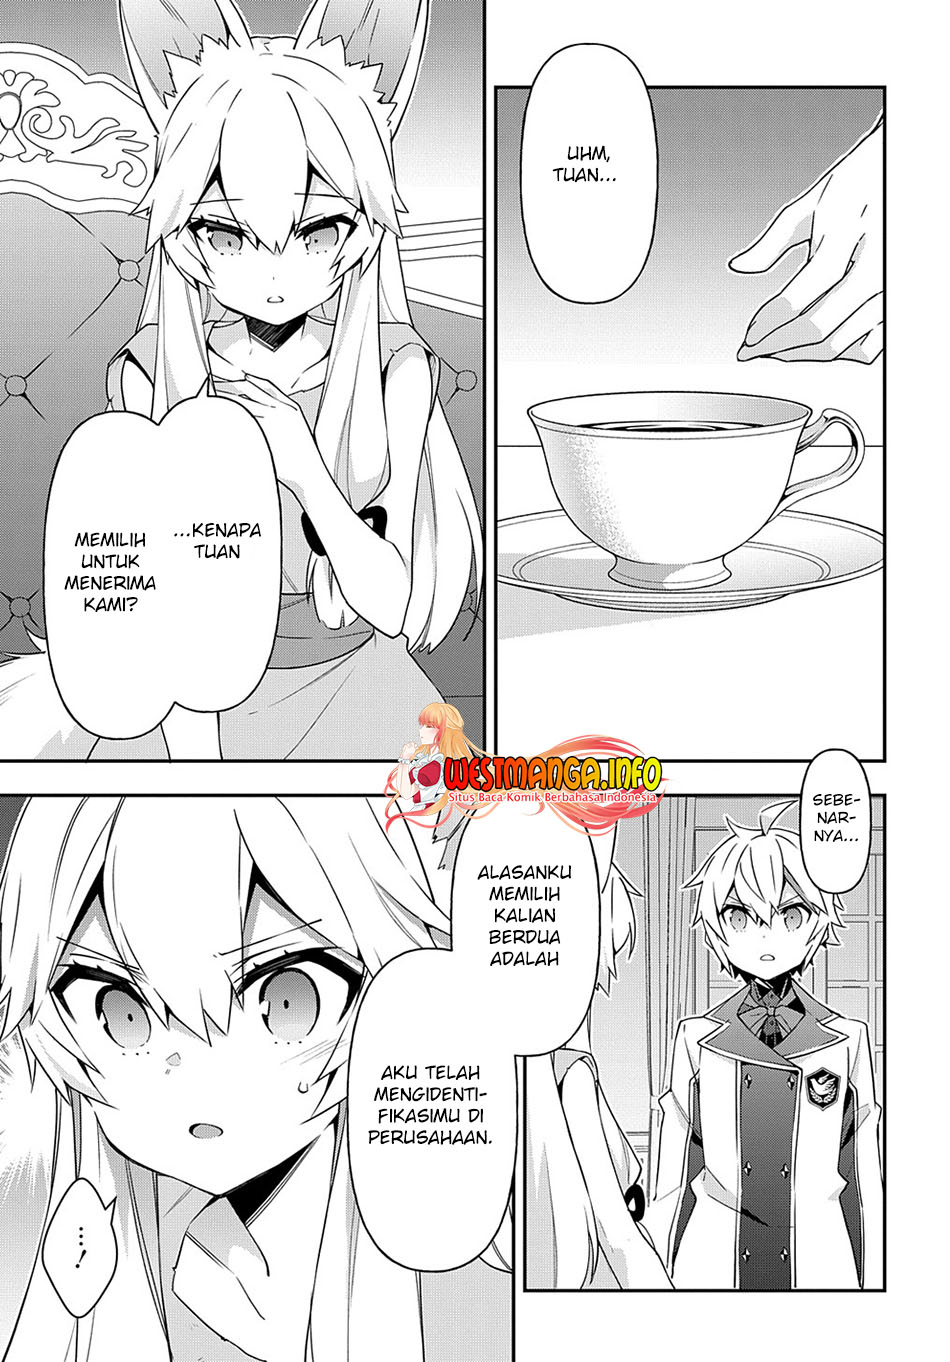 UHM,
TUAN...
...KENAPA
TUAN
MEMILIH
UNTUK
MENERIMA
KAMI?
WESTMANGA.INFO
Situs Baca Komik Berbahasa Indonesia
SEBE-
NAR-
NYA...
ALASANKU
MEMILIH
KALIAN
BERDUA
ADALAH
AKU TELAH
MENGIDENTI-
FIKASIMU DI
PERUSAHAAN.
...!